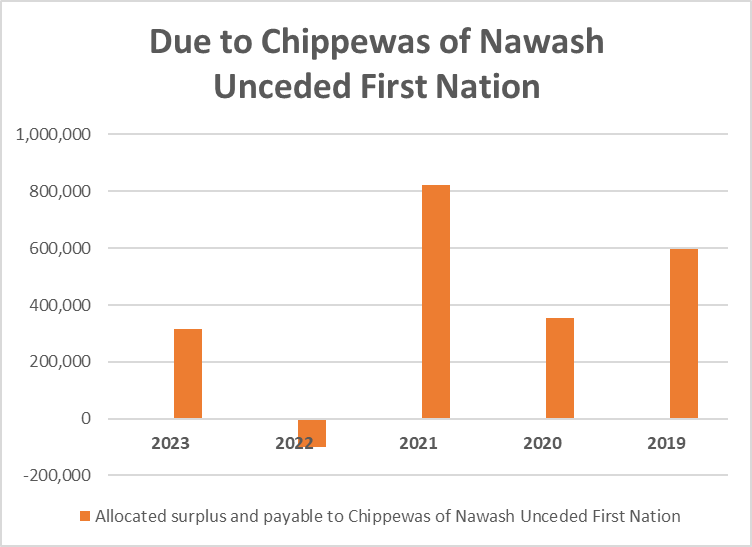 Due to Chippewas of Nawash
Unceded First Nation
1,000,000
800,000
600,000
400,000
200,000
0
-200,000
2023 2022 2021 2020 2019
Allocated surplus and payable to Chippewas of Nawash Unceded First Nation